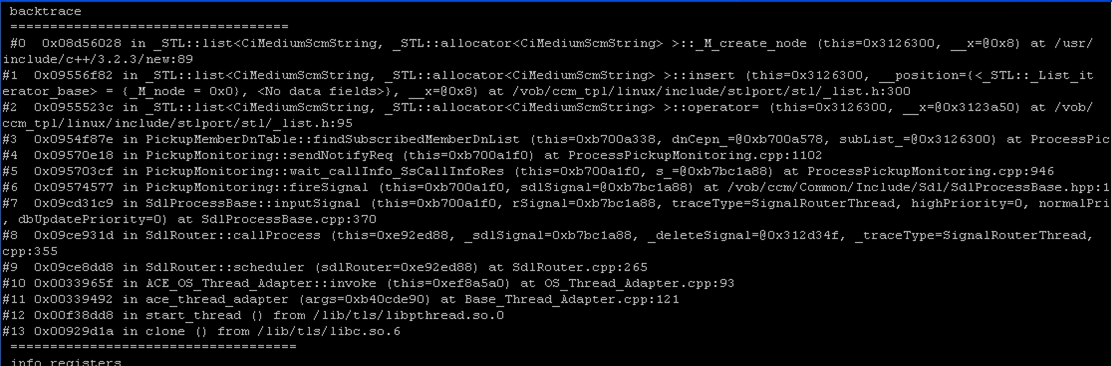 backtrace
===================================
#0  0x08d56028 in _STL::list<CiMediumScmString, _STL::allocator<CiMediumScmString> >::_M_create_node (this=0x3126300, __x=@0x8) at /usr/
include/c++/3.2.3/new:89
#1  0x09556f82 in _STL::list<CiMediumScmString, _STL::allocator<CiMediumScmString> >::insert (this=0x3126300, __position={<_STL::_List_it
erator_base> = {_M_node = 0x0}, <No data fields>}, __x=@0x8) at /vob/ccm_tpl/linux/include/stlport/stl/_list.h:300
#2  0x0955523c in _STL::list<CiMediumScmString, _STL::allocator<CiMediumScmString> >::operator= (this=0x3126300, __x=@0x3123a50) at /vob/
ccm_tpl/linux/include/stlport/stl/_list.h:95
#3  0x0954f87e in PickupMemberDnTable::findSubscribedMemberDnList (this=0xb700a338, dnCepn_=@0xb700a578, subList_=@0x3126300) at ProcessPic
#4  0x09570e18 in PickupMonitoring::sendNotifyReq (this=0xb700a1f0) at ProcessPickupMonitoring.cpp:1102
#5  0x095703cf in PickupMonitoring::wait_callInfo_SsCallInfoRes (this=0xb700a1f0, s_=@0xb7bc1a88) at ProcessPickupMonitoring.cpp:946
#6  0x09574577 in PickupMonitoring::fireSignal (this=0xb700a1f0, sdlSignal=@0xb7bc1a88) at /vob/ccm/Common/Include/Sdl/SdlProcessBase.hpp:1
#7  0x09cd31c9 in SdlProcessBase::inputSignal (this=0xb700a1f0, rSignal=0xb7bc1a88, traceType=SignalRouterThread, highPriority=0, normalPri
, dbUpdatePriority=0) at SdlProcessBase.cpp:370
#8  0x09ce931d in SdlRouter::callProcess (this=0xe92ed88, _sdlSignal=0xb7bc1a88, _deleteSignal=@0x312d34f, _traceType=SignalRouterThread,
cpp:355
#9  0x09ce8dd8 in SdlRouter::scheduler (sdlRouter=0xe92ed88) at SdlRouter.cpp:265
#10 0x0033965f in ACE_OS_Thread_Adapter::invoke (this=0xef8a5a0) at OS_Thread_Adapter.cpp:93
#11 0x00339492 in ace_thread_adapter (args=0xb40cde90) at Base_Thread_Adapter.cpp:121
#12 0x00f38dd8 in start_thread () from /lib/tls/libpthread.so.0
#13 0x00929d1a in clone () from /lib/tls/libc.so.6
====================================
info registers